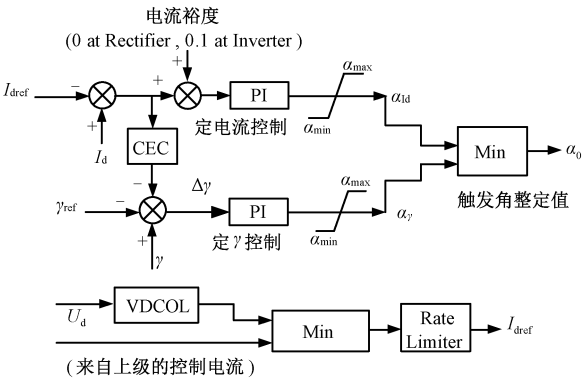 电流裕度
(0 at Rectifier , 0.1 at Inverter )
+
αmax
Idref
−
+
PI
αId
+
Id
定电流控制
αmin
CEC
Min
α0
−
Δγ
αmax
触发角整定值
γref
−
PI
αγ
+
定γ控制
αmin
γ
Ud
VDCOL
Min
Rate
Limiter
Idref
(来自上级的控制电流)